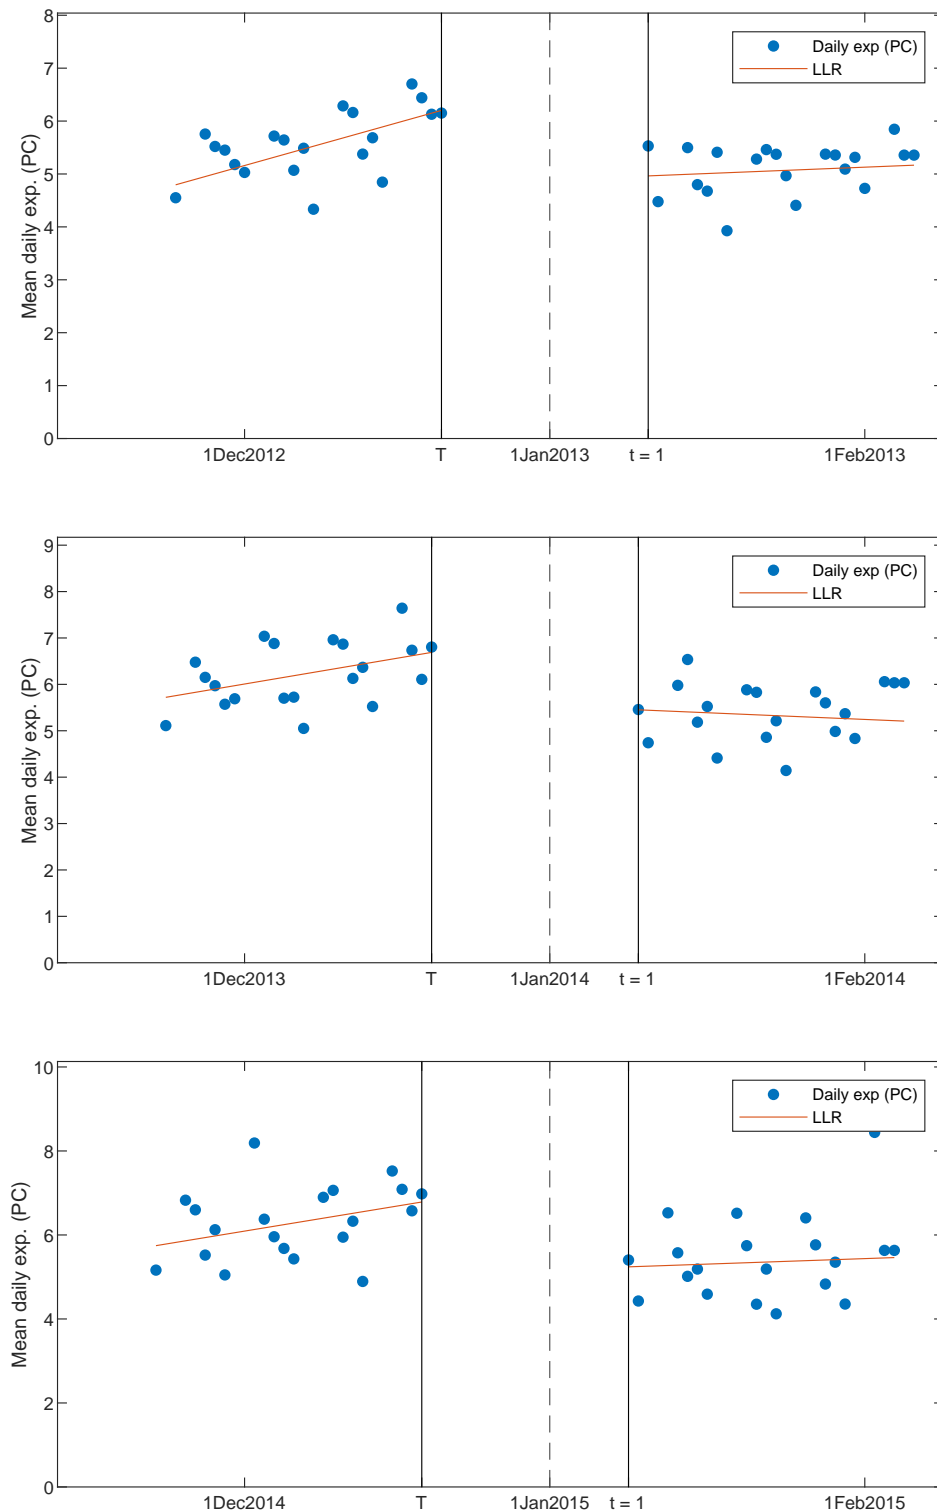 8
7
6
5
4
3
2
1
0
Mean daily exp. (PC)
Daily exp (PC)
LLR
1Dec2012 T 1Jan2013 t = 1 1Feb2013
9
8
7
6
5
4
3
2
1
0
Mean daily exp. (PC)
Daily exp (PC)
LLR
1Dec2013 T 1Jan2014 t = 1 1Feb2014
10
8
6
4
2
0
Mean daily exp. (PC)
Daily exp (PC)
LLR
1Dec2014 T 1Jan2015 t = 1 1Feb2015